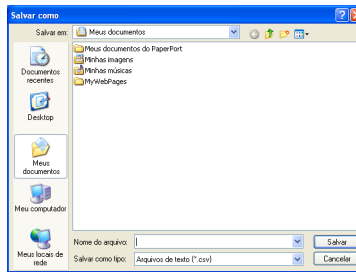 Salvar como
Salvar em: Meus documentos
Meus documentos do PaperPort
Minhas imagens
Minhas músicas
MyWebPages
Documentos
recentes
Desktop
Meus
documentos
Meu computador
Meus locais de
rede
Nome do arquivo: Salvar
Salvar como tipo: Arquivos de texto (*.csv) Cancelar